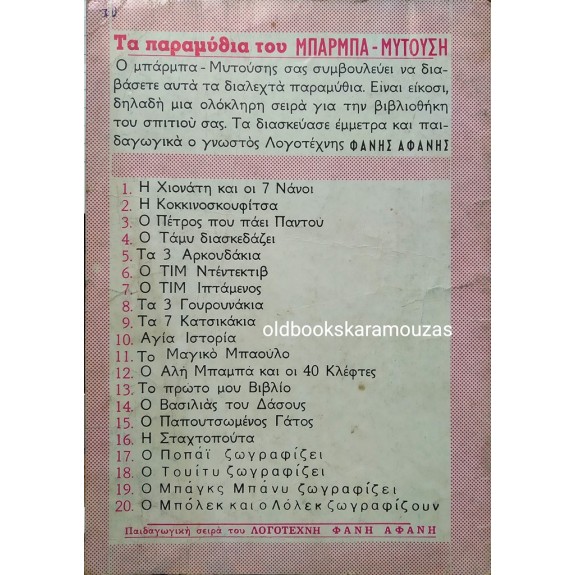 30
Τα παραμύθια του ΜΠΑΡΜΠΑ - ΜΥΤΟΥΣΗ
Ο μπάρμπα - Μυτούσης σας συμβουλεύει να δια-
βάσετε αυτά τα διαλεχτά παραμύθια. Είναι είκοσι,
δηλαδή μια ολόκληρη σειρά για την βιβλιοθήκη
του σπιτιού σας. Τα διασκεύασε έμμετρα και παι-
δαγωγικά ο γνωστὸς Λογοτέχνης ΦΑΝΗΣ ΑΦΑΝΗΣ
1. Η Χιονάτη και οι 7 Νάνοι
2. Η Κοκκινοσκουφίτσα
3. Ο Πέτρος που πάει Παντού
4. Ο Τάμυ διασκεδάζει
5. Τα 3 Αρκουδάκια
6. Ο ΤΙΜ Ντέντεκτιβ
7. Ο ΤΙΜ Ιπτάμενος
8. Τα 3 Γουρουνάκια
9. Τα 7 Κατσικάκια
oldbookskaramouzas
10. Αγία Ιστορία
11. Το Μαγικό Μπαούλο
12. Ο Αλή Μπαμπα και οι 40 Κλέφτες
13. Το πρωτο μου Βιβλίο
14. Ο Βασιλιάς του Δάσους
15. Ο Παπουτσωμένος Γάτος
16. Η Σταχτοπούτα
17. Ο Ποπαϊ ζωγραφίζει
18. Ο Τουίτυ ζωγραφίζει
19. Ο Μπάγκς Μπάνυ ζωγραφίζει
20. Ο Μπόλεκ και ο Λόλεκ ζωγραφίζουν
Παιδαγωγική σειρά του ΛΟΓΟΤΕΧΝΗ ΦΑΝΗ ΑΦΑΝΗ